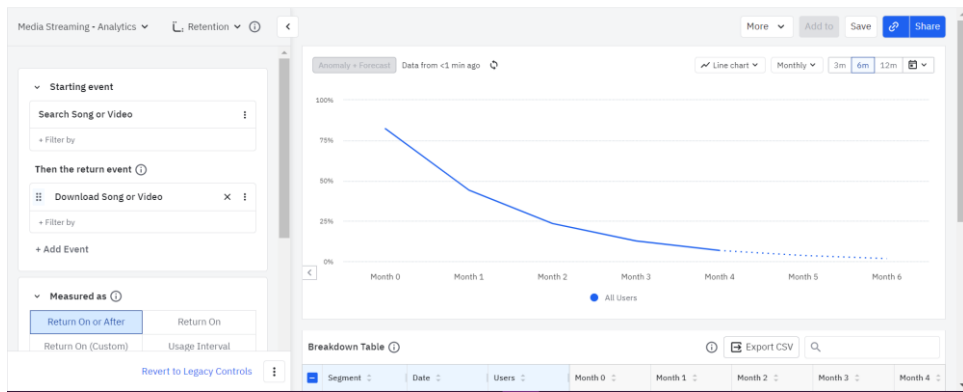 Media Streaming - Analytics
Retention
More
Add to
Save
Share
Starting event
Search Song or Video
+ Filter by
Then the return event
Download Song or Video
+ Filter by
+ Add Event
Measured as
Return On or After
Return On
Return On (Custom)
Usage Interval
Revert to Legacy Controls
Anomaly + Forecast
Data from <1 min ago
Line chart
Monthly
3m
6m
12m
100%
75%
50%
25%
0%
Month 0
Month 1
Month 2
Month 3
Month 4
Month 5
Month 6
All Users
Breakdown Table
Export CSV
Segment
Date
Users
Month 0
Month 1
Month 2
Month 3
Month 4